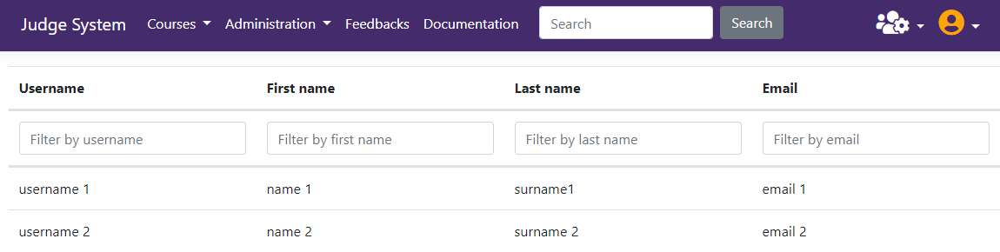 Judge System Courses Administration Feedbacks Documentation Search Search
Username First name Last name Email
Filter by username Filter by first name Filter by last name Filter by email
username 1 name 1 surname1 email 1
username 2 name 2 surname 2 email 2